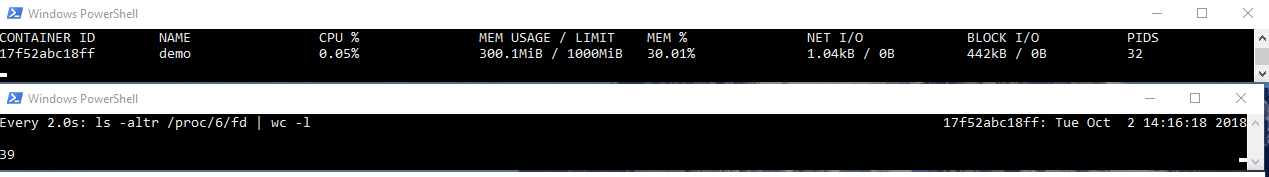 Windows PowerShell
CONTAINER ID NAME CPU % MEM USAGE / LIMIT MEM % NET I/O BLOCK I/O PIDS
17f52abc18ff demo 0.05% 300.1MiB / 1000MiB 30.01% 1.04kB / 0B 442kB / 0B 32
Windows PowerShell
Every 2.0s: ls -altr /proc/6/fd | wc -l 17f52abc18ff: Tue Oct  2 14:16:18 2018
39